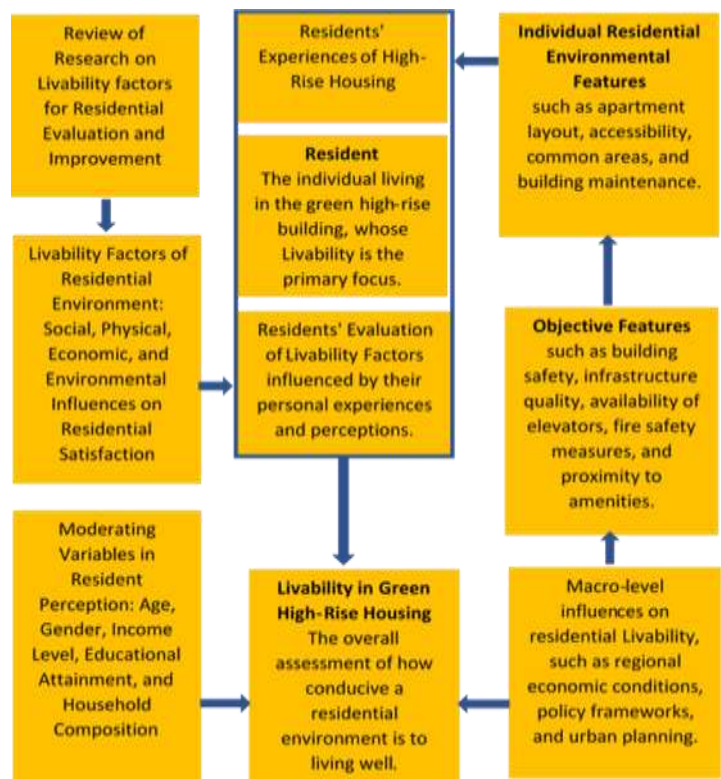 Review of
Research on
Livability factors
for Residential
Evaluation and
Improvement
Livability Factors of
Residential
Environment:
Social, Physical,
Economic, and
Environmental
Influences on
Residential
Satisfaction
Moderating
Variables in
Resident
Perception: Age,
Gender, Income
Level, Educational
Attainment, and
Household
Composition
Residents'
Experiences of High-
Rise Housing
Resident
The individual living
in the green high-rise
building, whose
Livability is the
primary focus.
Residents' Evaluation
of Livability Factors
influenced by their
personal experiences
and perceptions.
Livability in Green
High-Rise Housing
The overall
assessment of how
conducive a
residential
environment is to
living well.
Individual Residential
Environmental
Features
such as apartment
layout, accessibility,
common areas, and
building maintenance.
Objective Features
such as building
safety, infrastructure
quality, availability of
elevators, fire safety
measures, and
proximity to
amenities.
Macro-level
influences on
residential Livability,
such as regional
economic conditions,
policy frameworks,
and urban planning.